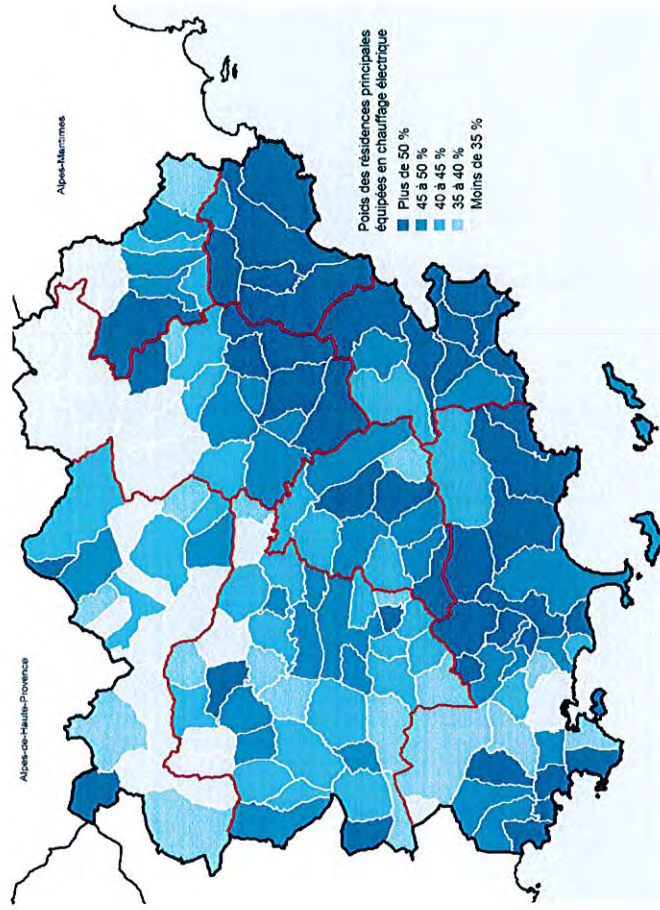 Alpes-de-Haute-Provence
Alpes-Maritimes
Poids des résidences principales
équipées en chauffage électrique
Plus de 50 %
45 à 50 %
40 à 45 %
35 à 40 %
Moins de 35 %